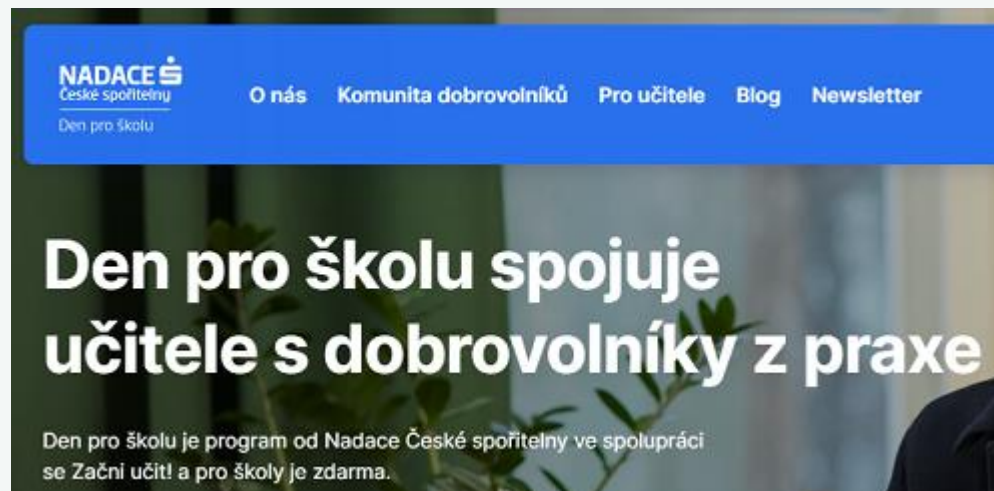 NADACE
České spořitelny
Den pro školu
O nás Komunita dobrovolníků Pro učitele Blog Newsletter
Den pro školu spojuje
učitele s dobrovolníky z praxe
Den pro školu je program od Nadace České spořitelny ve spolupráci
se Začni učit! a pro školy je zdarma.